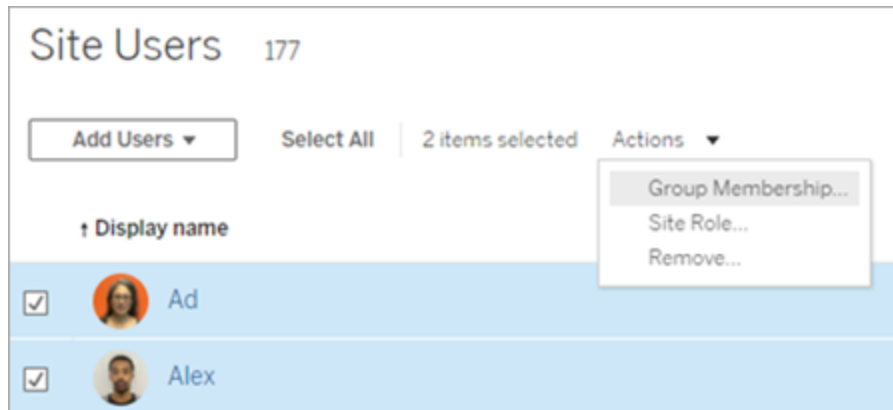 Site Users 177
Add Users Select All 2 items selected Actions
Group Membership...
Site Role...
Remove...
↑ Display name
Ad
Alex